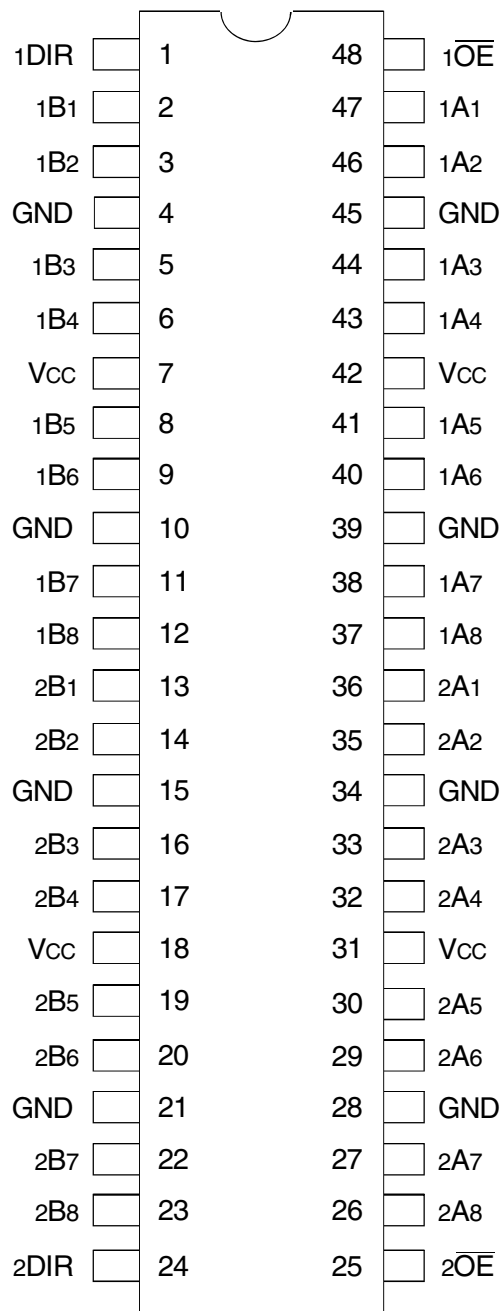 1DIR 1 48 1O̅E̅
1B1 2 47 1A1
1B2 3 46 1A2
GND 4 45 GND
1B3 5 44 1A3
1B4 6 43 1A4
VCC 7 42 VCC
1B5 8 41 1A5
1B6 9 40 1A6
GND 10 39 GND
1B7 11 38 1A7
1B8 12 37 1A8
2B1 13 36 2A1
2B2 14 35 2A2
GND 15 34 GND
2B3 16 33 2A3
2B4 17 32 2A4
VCC 18 31 VCC
2B5 19 30 2A5
2B6 20 29 2A6
GND 21 28 GND
2B7 22 27 2A7
2B8 23 26 2A8
2DIR 24 25 2O̅E̅